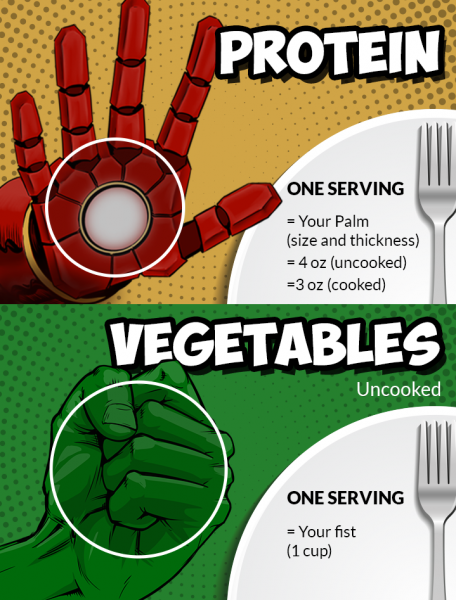 PROTEIN
ONE SERVING
= Your Palm
(size and thickness)
= 4 oz (uncooked)
=3 oz (cooked)
VEGETABLES
Uncooked
ONE SERVING
= Your fist
(1 cup)